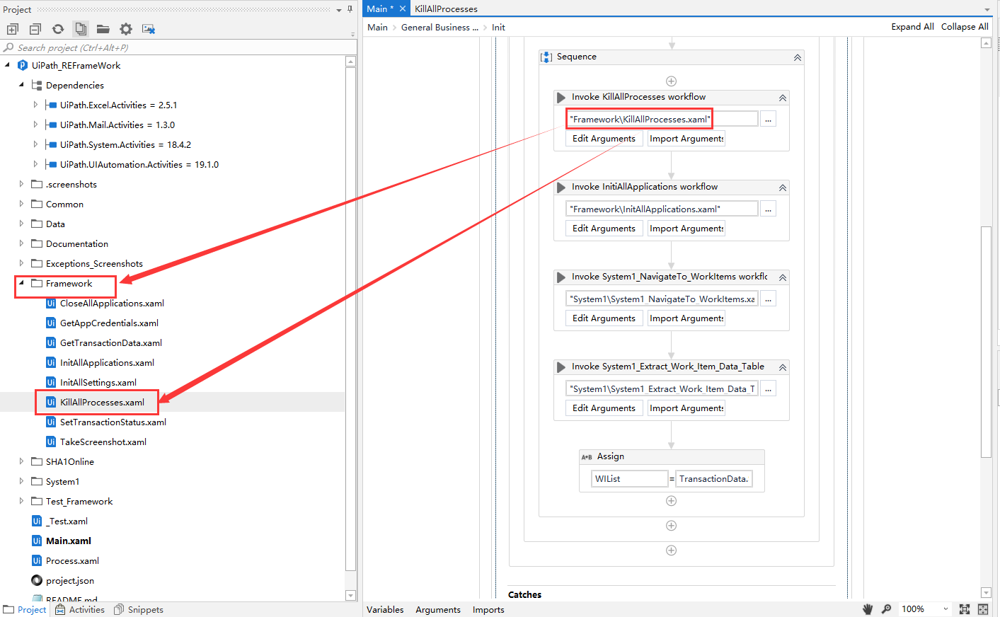 Project
Search project (Ctrl+Alt+P)
UiPath_REFrameWork
Dependencies
UiPath.Excel.Activities = 2.5.1
UiPath.Mail.Activities = 1.3.0
UiPath.System.Activities = 18.4.2
UiPath.UIAutomation.Activities = 19.1.0
.screenshots
Common
Data
Documentation
Exceptions_Screenshots
Framework
CloseAllApplications.xaml
GetAppCredentials.xaml
GetTransactionData.xaml
InitAllApplications.xaml
InitAllSettings.xaml
KillAllProcesses.xaml
SetTransactionStatus.xaml
TakeScreenshot.xaml
SHA1Online
System1
Test_Framework
_Test.xaml
Main.xaml
Process.xaml
project.json
README.md
Project Activities Snippets
Main * KillAllProcesses
Main General Business ... Init Expand All Collapse All
Sequence
Invoke KillAllProcesses workflow
"Framework\KillAllProcesses.xaml" ...
Edit Arguments Import Arguments
Invoke InitiAllApplications workflow
"Framework\InitAllApplications.xaml" ...
Edit Arguments Import Arguments
Invoke System1_NavigateTo_WorkItems workflo
"System1\System1_NavigateTo_WorkItems.xa ...
Edit Arguments Import Arguments
Invoke System1_Extract_Work_Item_Data_Table
"System1\System1_Extract_Work_Item_Data_T ...
Edit Arguments Import Arguments
A+B Assign
WIList = TransactionData.
Catches
Variables Arguments Imports 100%